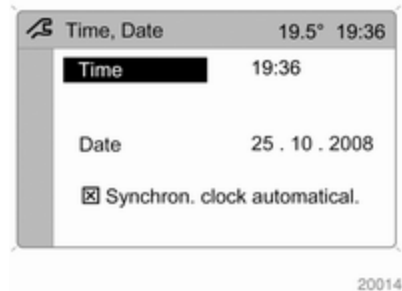 Time, Date 19.5° 19:36
Time 19:36
Date 25 . 10 . 2008
☒ Synchron. clock automatical.
20014